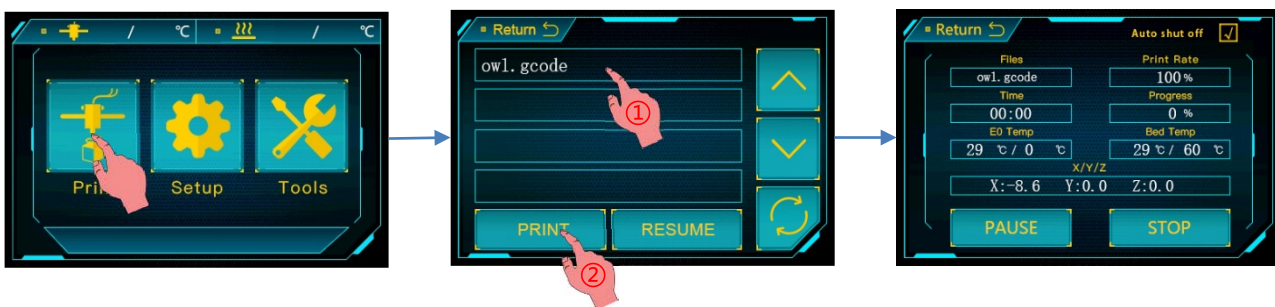 / ℃ / ℃
Print Setup Tools
Return
owl.gcode
①
PRINT RESUME
②
Return Auto shut off
Files Print Rate
owl.gcode 100%
Time Progress
00:00 0 %
E0 Temp Bed Temp
29 ℃/ 0 ℃ 29 ℃/ 60 ℃
X/Y/Z
X:-8.6 Y:0.0 Z:0.0
PAUSE STOP